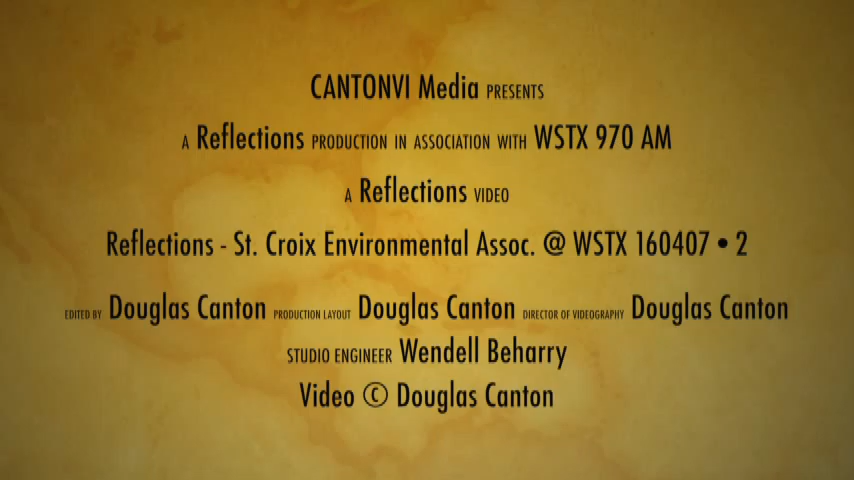 CANTONVI Media PRESENTS
A Reflections PRODUCTION IN ASSOCIATION WITH WSTX 970 AM
A Reflections VIDEO
Reflections - St. Croix Environmental Assoc. @ WSTX 160407 • 2
EDITED BY Douglas Canton PRODUCTION LAYOUT Douglas Canton DIRECTOR OF VIDEOGRAPHY Douglas Canton
STUDIO ENGINEER Wendell Beharry
Video © Douglas Canton